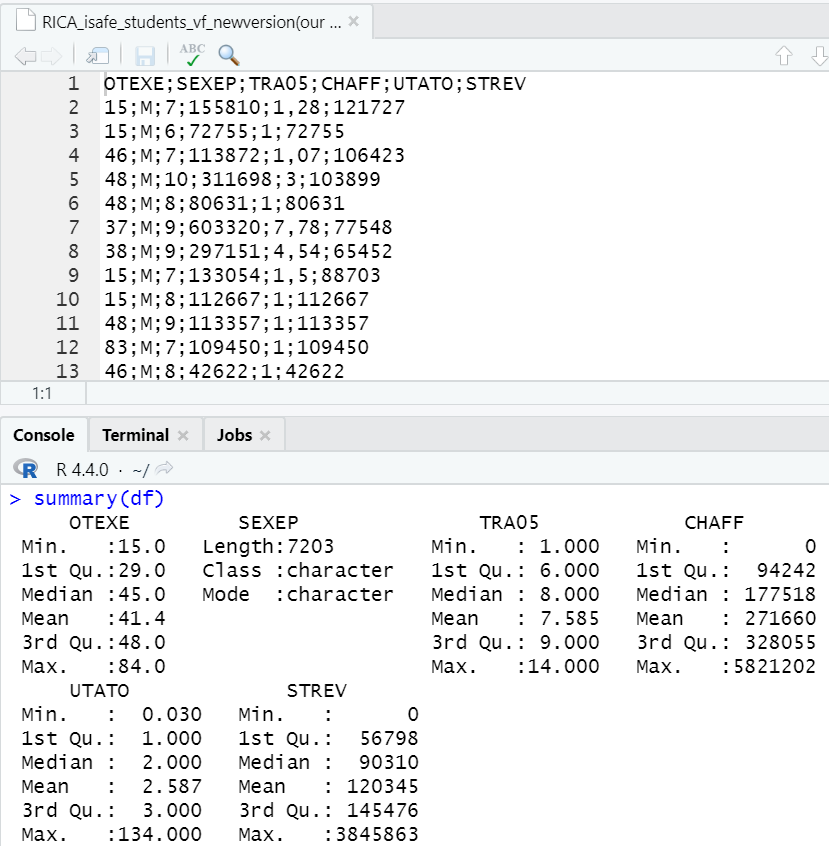 RICA_isafe_students_vf_newversion(our ... ×
ABC
1 OTEXE;SEXEP;TRA05;CHAFF;UTATO;STREV
2 15;M;7;155810;1,28;121727
3 15;M;6;72755;1;72755
4 46;M;7;113872;1,07;106423
5 48;M;10;311698;3;103899
6 48;M;8;80631;1;80631
7 37;M;9;603320;7,78;77548
8 38;M;9;297151;4,54;65452
9 15;M;7;133054;1,5;88703
10 15;M;8;112667;1;112667
11 48;M;9;113357;1;113357
12 83;M;7;109450;1;109450
13 46;M;8;42622;1;42622
1:1
Console Terminal × Jobs ×
R R 4.4.0 · ~/
> summary(df)
OTEXE SEXEP TRA05 CHAFF
Min. :15.0 Length:7203 Min. : 1.000 Min. : 0
1st Qu.:29.0 Class :character 1st Qu.: 6.000 1st Qu.: 94242
Median :45.0 Mode :character Median : 8.000 Median : 177518
Mean :41.4 Mean : 7.585 Mean : 271660
3rd Qu.:48.0 3rd Qu.: 9.000 3rd Qu.: 328055
Max. :84.0 Max. :14.000 Max. :5821202
UTATO STREV
Min. : 0.030 Min. : 0
1st Qu.: 1.000 1st Qu.: 56798
Median : 2.000 Median : 90310
Mean : 2.587 Mean : 120345
3rd Qu.: 3.000 3rd Qu.: 145476
Max. :134.000 Max. :3845863